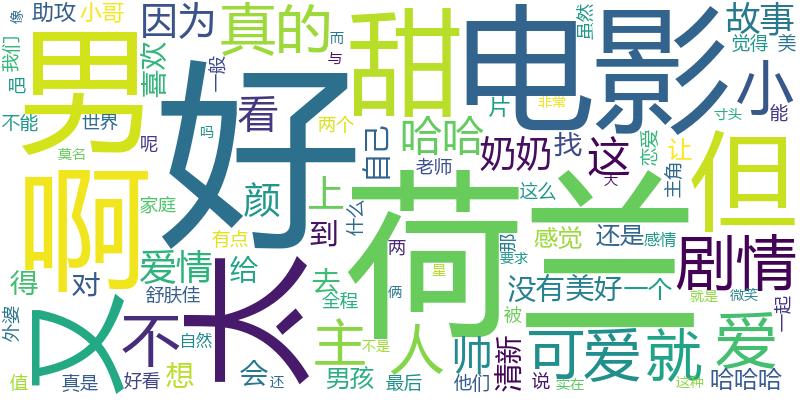 像 助攻 小哥 因为 真的 甜 电影 虽然 故事
我们 男 喜欢 而 觉得 美
巴 一般 与 看 片 非常 小 能
不能 世界 呢 好 吗 两个 哈哈 奶奶 找 这 恋爱 寸头 让 但
莫名 啊 自己 老师 荷兰 大 主角
家庭 颜 上 什么 这么
有点 到 两 那 感觉 还是 感情 剧情
得 对 爱情 给 去 星 要求 没有 美好 一个
舒肤佳 全程 俩 被 就是 微笑 一起
外婆 又 不 自然 太 主 人 帅 清新 可爱 就 爱
值 真是 好看 想 会 还 男孩 不是 最后 他们 说 实在 这种 哈哈哈